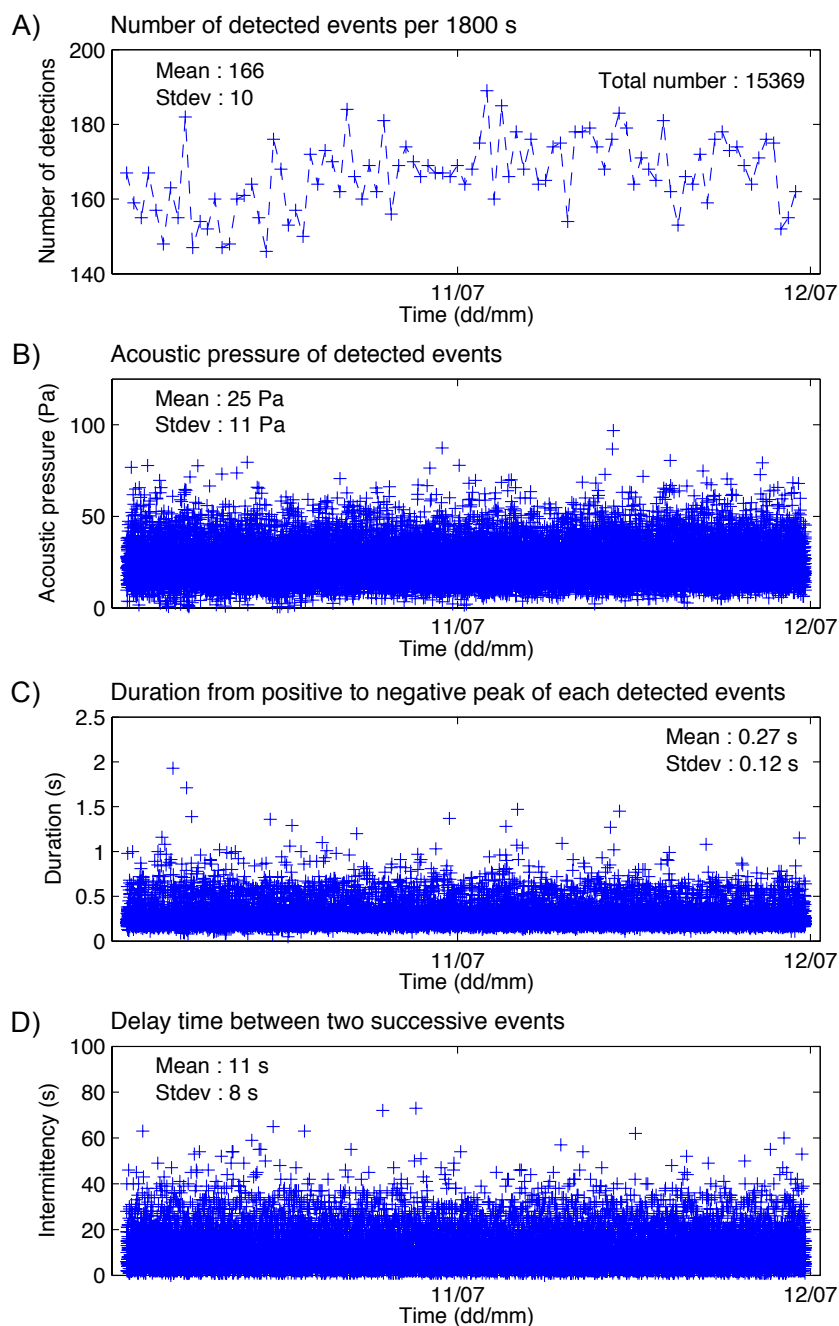 A) Number of detected events per 1800 s
200
180
160
140
Number of detections
Mean : 166
Stdev : 10
Total number : 15369
11/07
12/07
Time (dd/mm)
B) Acoustic pressure of detected events
100
50
0
Acoustic pressure (Pa)
Mean : 25 Pa
Stdev : 11 Pa
11/07
12/07
Time (dd/mm)
C) Duration from positive to negative peak of each detected events
2.5
2
1.5
1
0.5
0
Duration (s)
Mean : 0.27 s
Stdev : 0.12 s
11/07
12/07
Time (dd/mm)
D) Delay time between two successive events
100
80
60
40
20
0
Intermittency (s)
Mean : 11 s
Stdev : 8 s
11/07
12/07
Time (dd/mm)